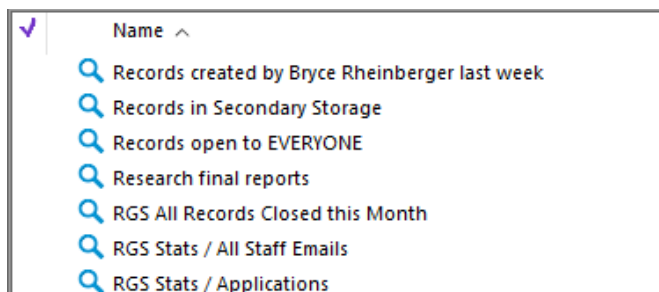 Name
Records created by Bryce Rheinberger last week
Records in Secondary Storage
Records open to EVERYONE
Research final reports
RGS All Records Closed this Month
RGS Stats / All Staff Emails
RGS Stats / Applications